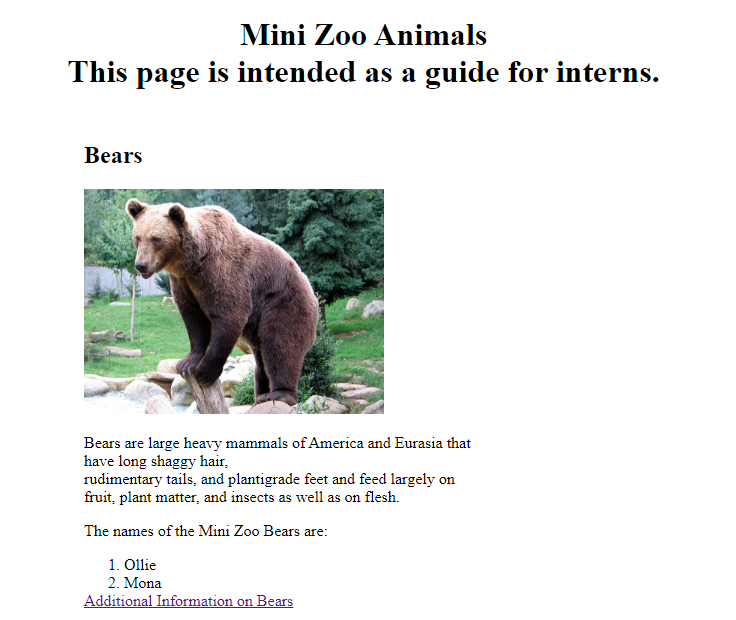 Mini Zoo Animals
This page is intended as a guide for interns.
Bears
Bears are large heavy mammals of America and Eurasia that
have long shaggy hair,
rudimentary tails, and plantigrade feet and feed largely on
fruit, plant matter, and insects as well as on flesh.
The names of the Mini Zoo Bears are:
1. Ollie
2. Mona
Additional Information on Bears